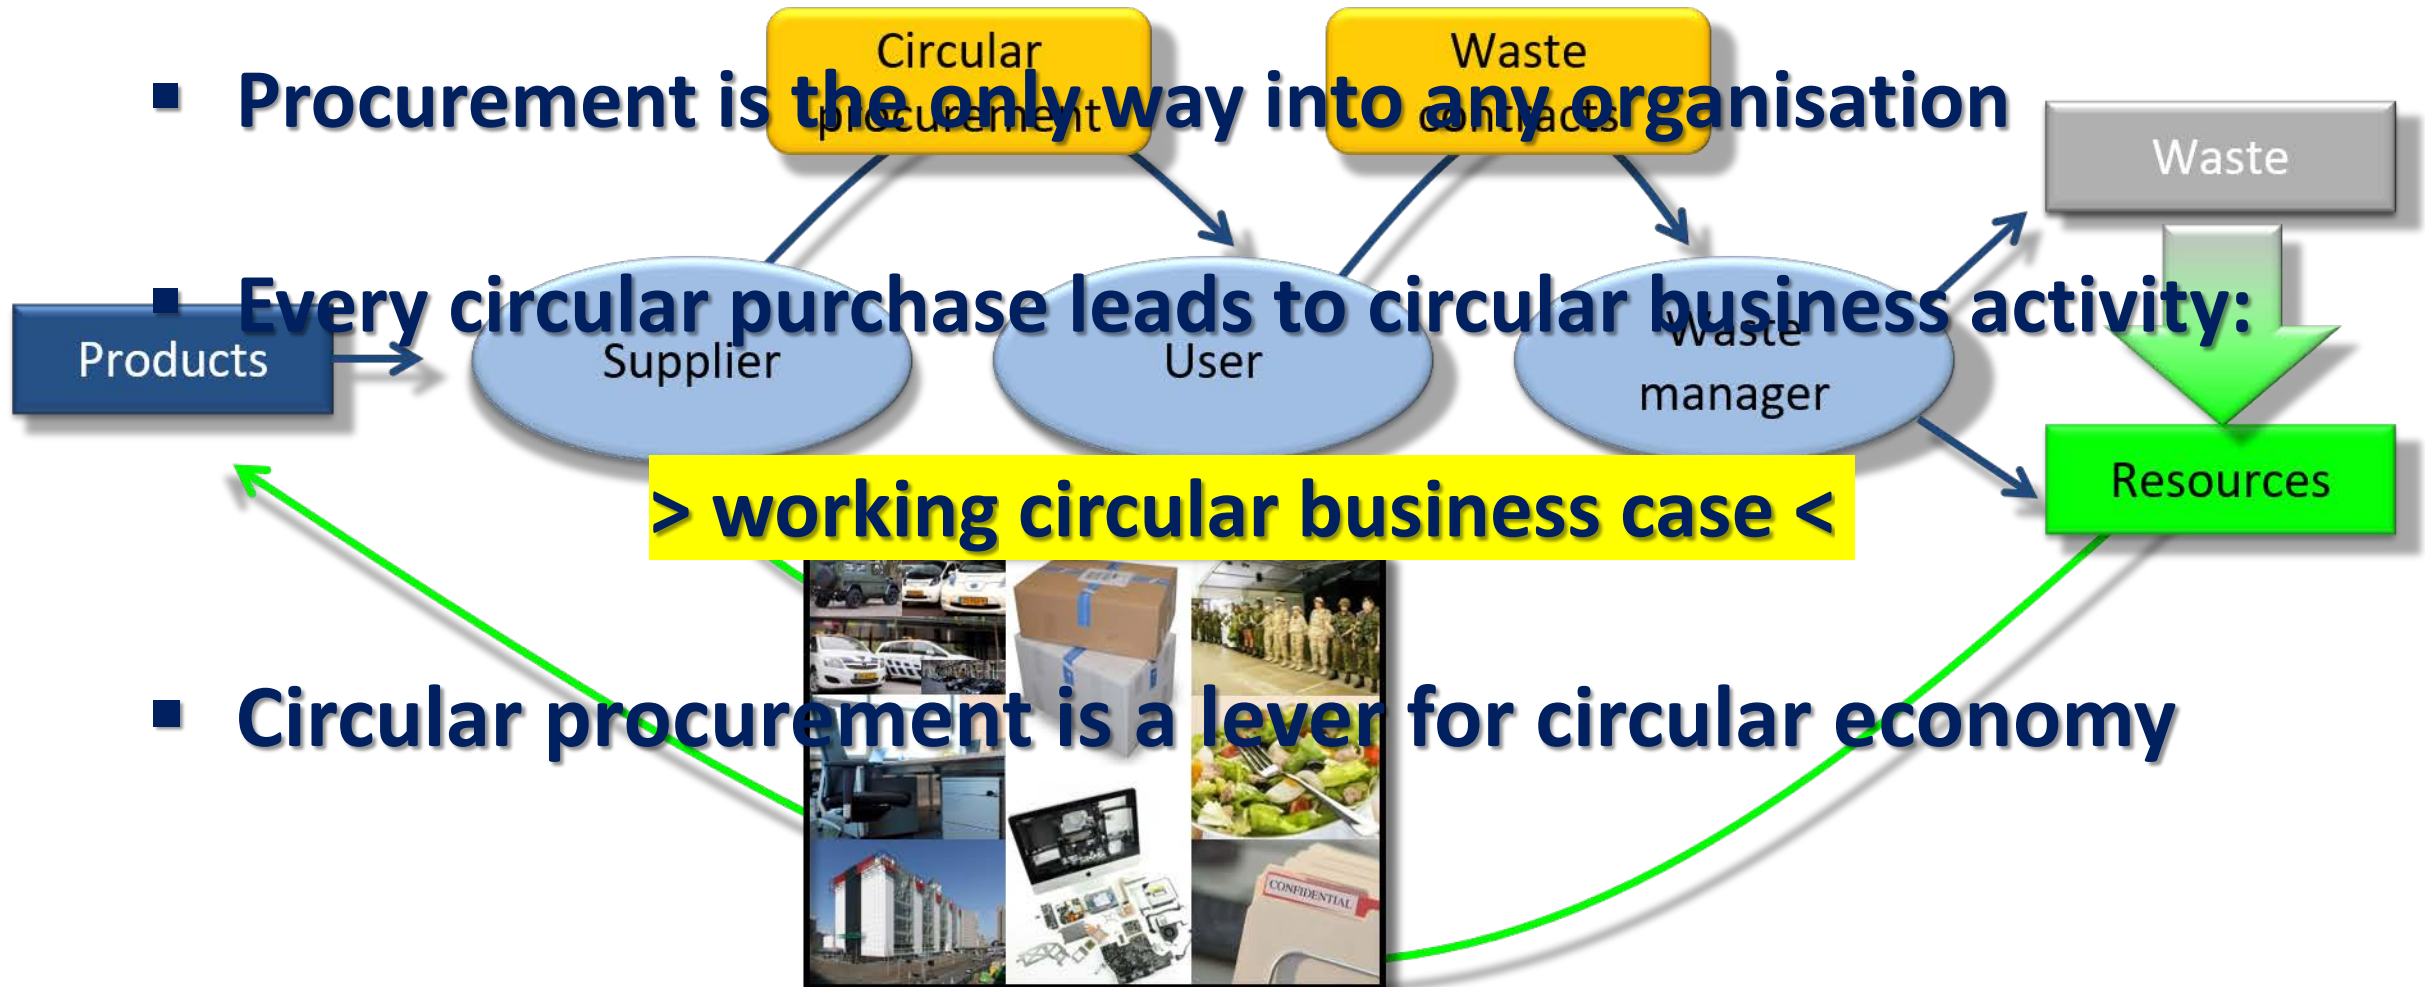 Circular
procurement
Waste
contracts
▪ Procurement is the only way into any organisation
Waste
▪ Every circular purchase leads to circular business activity:
Products
Supplier
User
Waste
manager
Resources
> working circular business case <
▪ Circular procurement is a lever for circular economy
CONFIDENTIAL